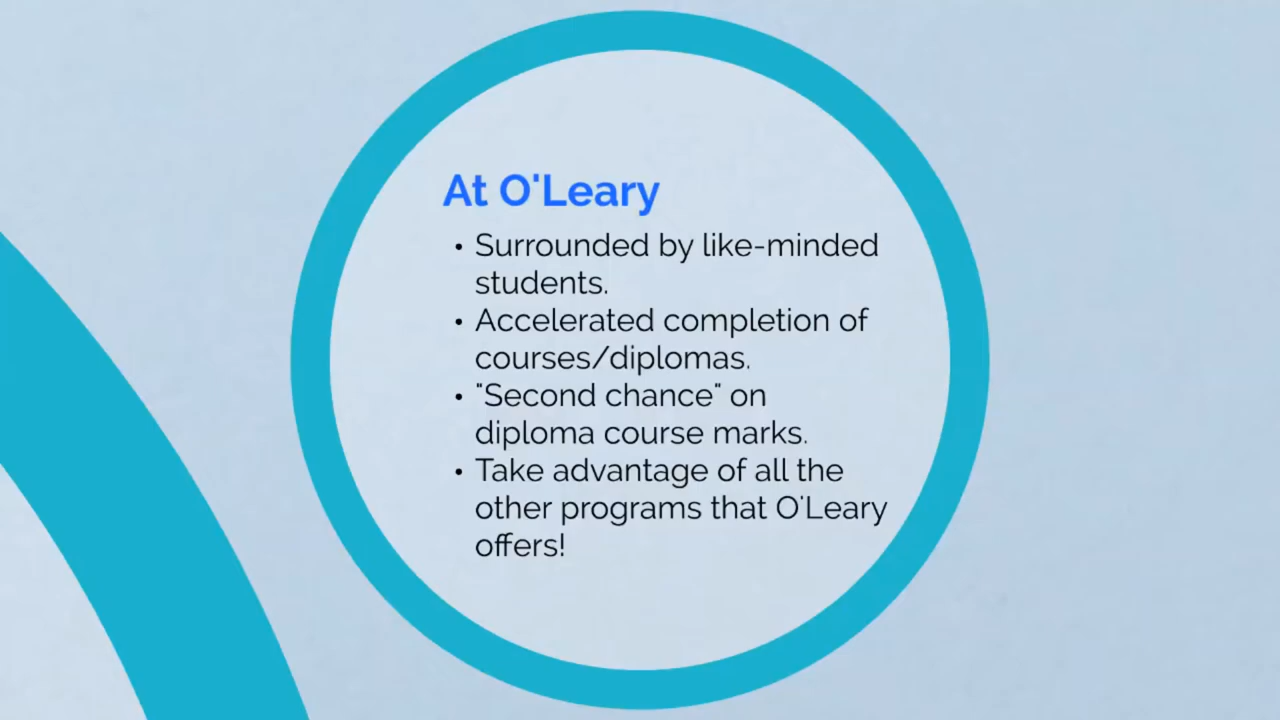 At O'Leary
• Surrounded by like-minded
students.
• Accelerated completion of
courses/diplomas.
• "Second chance" on
diploma course marks.
• Take advantage of all the
other programs that O'Leary
offers!